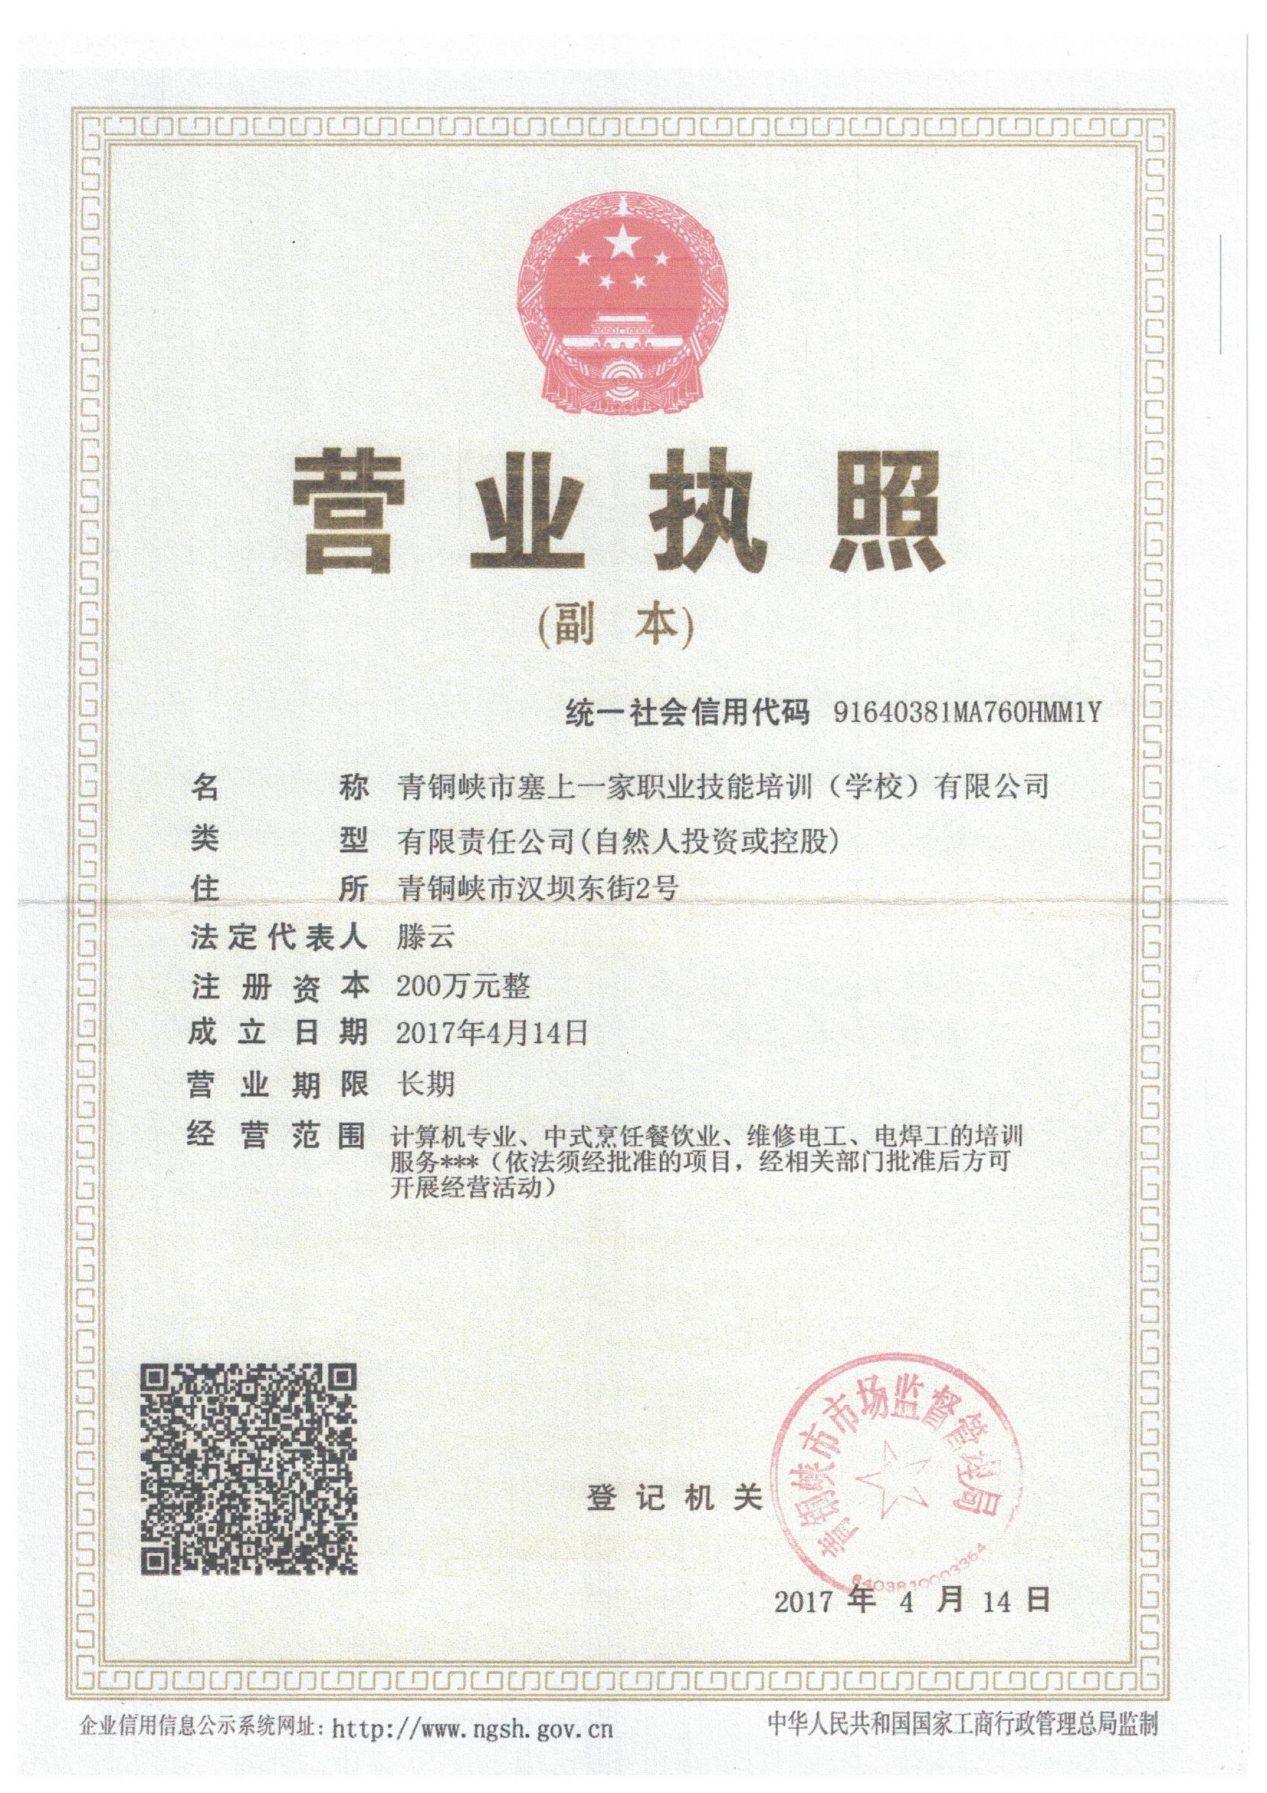 营业执照
(副 本)
统一社会信用代码 91640381MA760HMM1Y
名 称 青铜峡市塞上一家职业技能培训（学校）有限公司
类 型 有限责任公司(自然人投资或控股)
住 所 青铜峡市汉坝东街2号
法定代表人 滕云
注册资本 200万元整
成立日期 2017年4月14日
营业期限 长期
经营范围 计算机专业、中式烹饪餐饮业、维修电工、电焊工的培训
服务***（依法须经批准的项目，经相关部门批准后方可
开展经营活动）
登记机关
青铜峡市市场监督管理局
6403810003354
2017 年 4 月 14 日
企业信用信息公示系统网址：http://www.ngsh.gov.cn
中华人民共和国国家工商行政管理总局监制